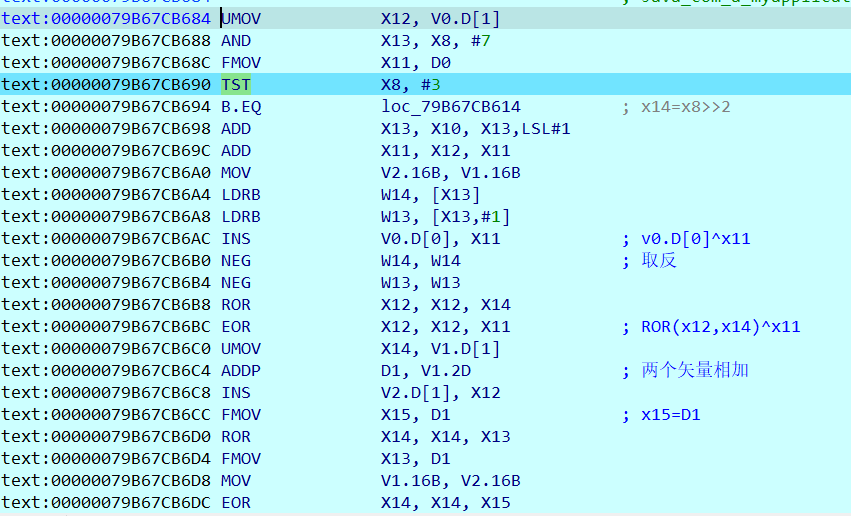 text:00000079B67CB684 UMOV X12, V0.D[1]
text:00000079B67CB688 AND X13, X8, #7
text:00000079B67CB68C FMOV X11, D0
text:00000079B67CB690 TST X8, #3
text:00000079B67CB694 B.EQ loc_79B67CB614 ; x14=x8>>2
text:00000079B67CB698 ADD X13, X10, X13,LSL#1
text:00000079B67CB69C ADD X11, X12, X11
text:00000079B67CB6A0 MOV V2.16B, V1.16B
text:00000079B67CB6A4 LDRB W14, [X13]
text:00000079B67CB6A8 LDRB W13, [X13,#1]
text:00000079B67CB6AC INS V0.D[0], X11 ; v0.D[0]^x11
text:00000079B67CB6B0 NEG W14, W14 ; 取反
text:00000079B67CB6B4 NEG W13, W13
text:00000079B67CB6B8 ROR X12, X12, X14
text:00000079B67CB6BC EOR X12, X12, X11 ; ROR(x12,x14)^x11
text:00000079B67CB6C0 UMOV X14, V1.D[1]
text:00000079B67CB6C4 ADDP D1, V1.2D ; 两个矢量相加
text:00000079B67CB6C8 INS V2.D[1], X12
text:00000079B67CB6CC FMOV X15, D1 ; x15=D1
text:00000079B67CB6D0 ROR X14, X14, X13
text:00000079B67CB6D4 FMOV X13, D1
text:00000079B67CB6D8 MOV V1.16B, V2.16B
text:00000079B67CB6DC EOR X14, X14, X15